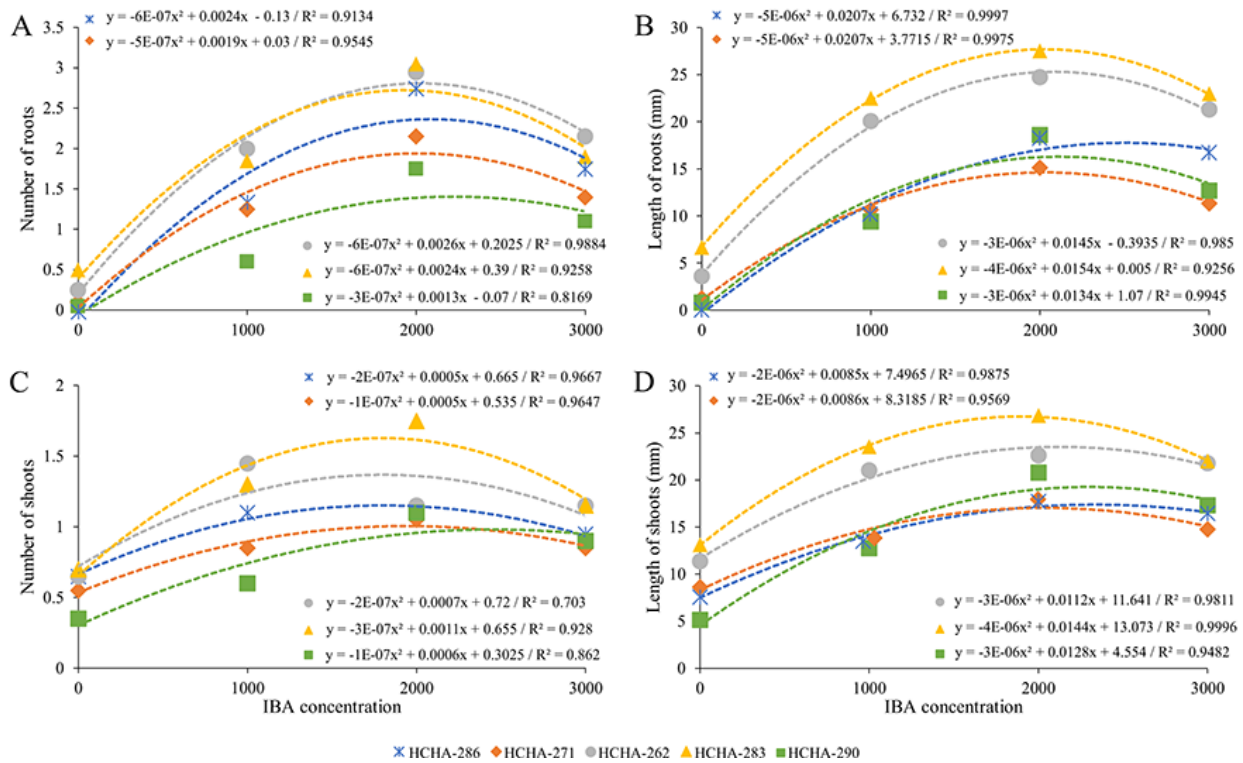 A
y = -6E-07x² + 0.0024x - 0.13 / R² = 0.9134
y = -5E-07x² + 0.0019x + 0.03 / R² = 0.9545
3.5
3
2.5
2
1.5
1
0.5
0
Number of roots
y = -6E-07x² + 0.0026x + 0.2025 / R² = 0.9884
y = -6E-07x² + 0.0024x + 0.39 / R² = 0.9258
y = -3E-07x² + 0.0013x - 0.07 / R² = 0.8169
0 1000 2000 3000
B
y = -5E-06x² + 0.0207x + 6.732 / R² = 0.9997
y = -5E-06x² + 0.0207x + 3.7715 / R² = 0.9975
30
25
20
15
10
5
0
Length of roots (mm)
y = -3E-06x² + 0.0145x - 0.3935 / R² = 0.985
y = -4E-06x² + 0.0154x + 0.005 / R² = 0.9256
y = -3E-06x² + 0.0134x + 1.07 / R² = 0.9945
0 1000 2000 3000
C
y = -2E-07x² + 0.0005x + 0.665 / R² = 0.9667
y = -1E-07x² + 0.0005x + 0.535 / R² = 0.9647
2
1.5
1
0.5
0
Number of shoots
y = -2E-07x² + 0.0007x + 0.72 / R² = 0.703
y = -3E-07x² + 0.0011x + 0.655 / R² = 0.928
y = -1E-07x² + 0.0006x + 0.3025 / R² = 0.862
0 1000 2000 3000
IBA concentration
D
y = -2E-06x² + 0.0085x + 7.4965 / R² = 0.9875
y = -2E-06x² + 0.0086x + 8.3185 / R² = 0.9569
30
25
20
15
10
5
0
Length of shoots (mm)
y = -3E-06x² + 0.0112x + 11.641 / R² = 0.9811
y = -4E-06x² + 0.0144x + 13.073 / R² = 0.9996
y = -3E-06x² + 0.0128x + 4.554 / R² = 0.9482
0 1000 2000 3000
IBA concentration
HCHA-286 HCHA-271 HCHA-262 HCHA-283 HCHA-290